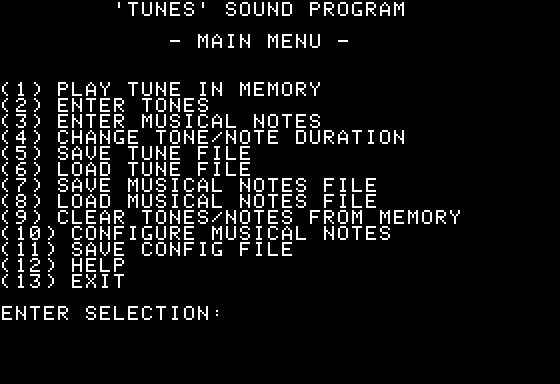 'TUNES' SOUND PROGRAM
- MAIN MENU -
(1) PLAY TUNE IN MEMORY
(2) ENTER TONES
(3) ENTER MUSICAL NOTES
(4) CHANGE TONE/NOTE DURATION
(5) SAVE TUNE FILE
(6) LOAD TUNE FILE
(7) SAVE MUSICAL NOTES FILE
(8) LOAD MUSICAL NOTES FILE
(9) CLEAR TONES/NOTES FROM MEMORY
(10) CONFIGURE MUSICAL NOTES
(11) SAVE CONFIG FILE
(12) HELP
(13) EXIT
ENTER SELECTION: